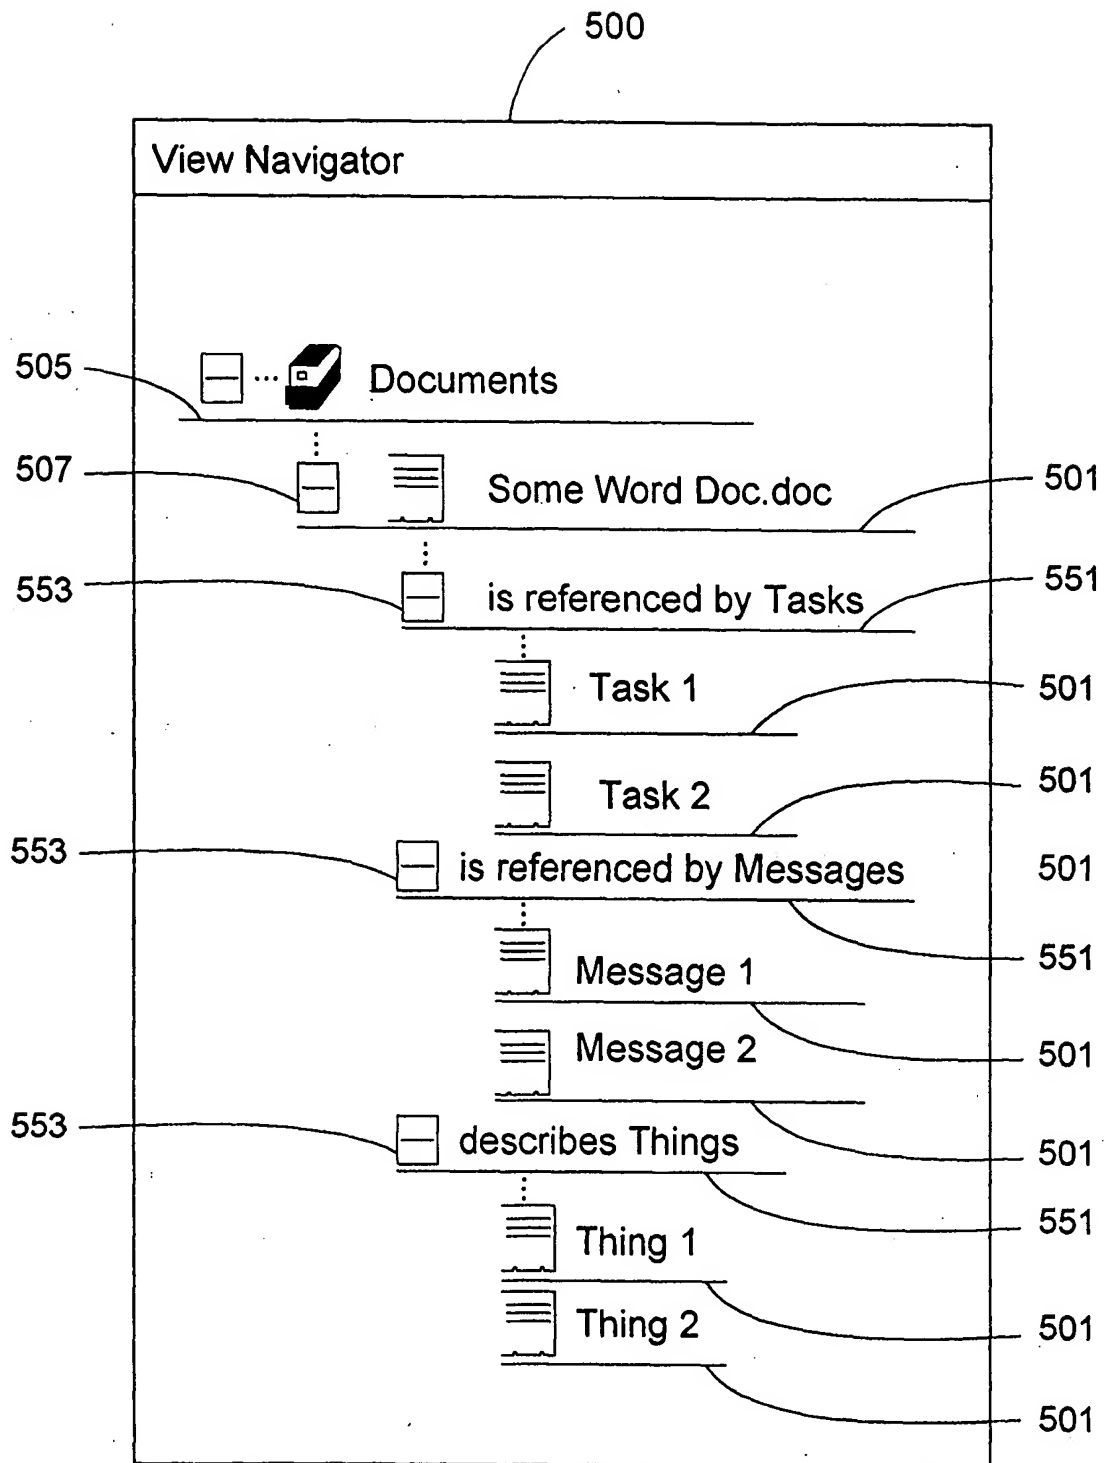 500
View Navigator
505
Documents
507
Some Word Doc.doc
501
553
is referenced by Tasks
551
Task 1
501
Task 2
501
553
is referenced by Messages
501
551
Message 1
501
Message 2
501
553
describes Things
551
Thing 1
501
Thing 2
501